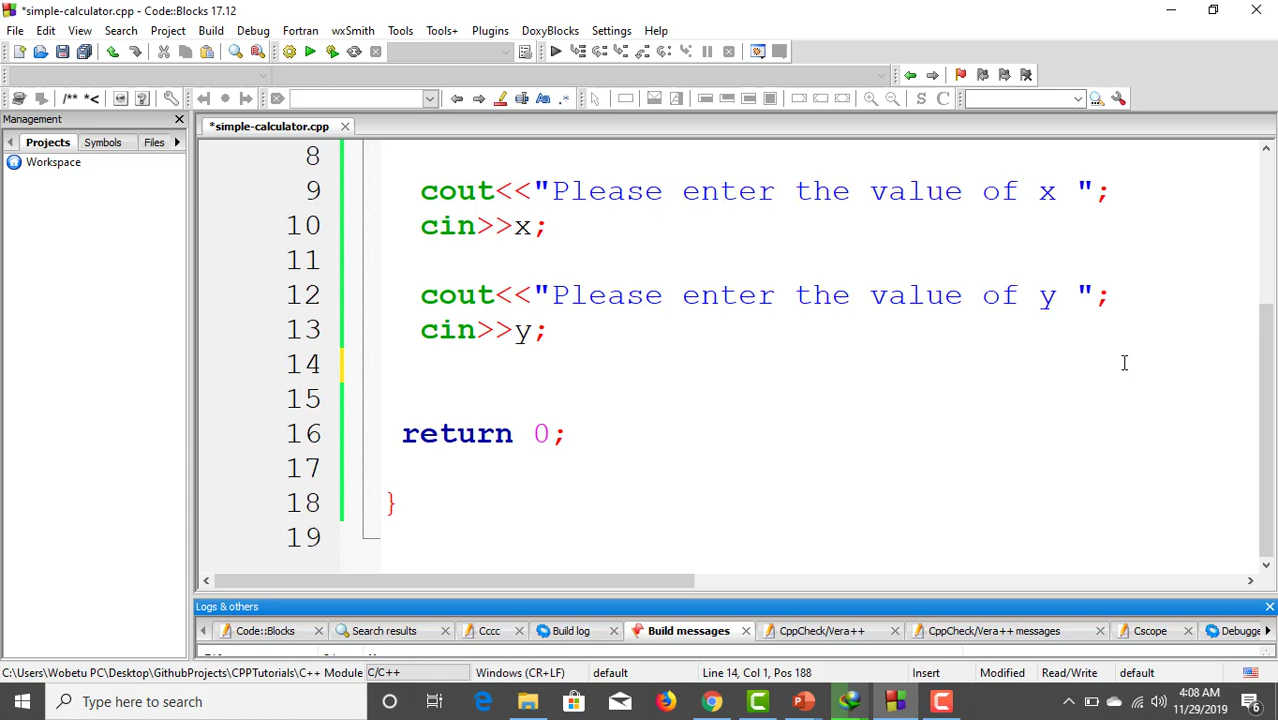 *simple-calculator.cpp - Code::Blocks 17.12
File Edit View Search Project Build Debug Fortran wxSmith Tools Tools+ Plugins DoxyBlocks Settings Help
/** *<
S C
Management
*simple-calculator.cpp
Projects Symbols Files
Workspace
8
9 cout<<"Please enter the value of x ";
10 cin>>x;
11
12 cout<<"Please enter the value of y ";
13 cin>>y;
14
15
16 return 0;
17
18 }
19
Logs & others
Code::Blocks Search results Cccc Build log Build messages CppCheck/Vera++ CppCheck/Vera++ messages Cscope Debugge
C:\Users\Wobetu PC\Desktop\GithubProjects\CPPTutorials\C++ Module C/C++ Windows (CR+LF) default Line 14, Col 1, Pos 188 Insert Modified Read/Write default
Type here to search
4:08 AM
11/29/2019
6